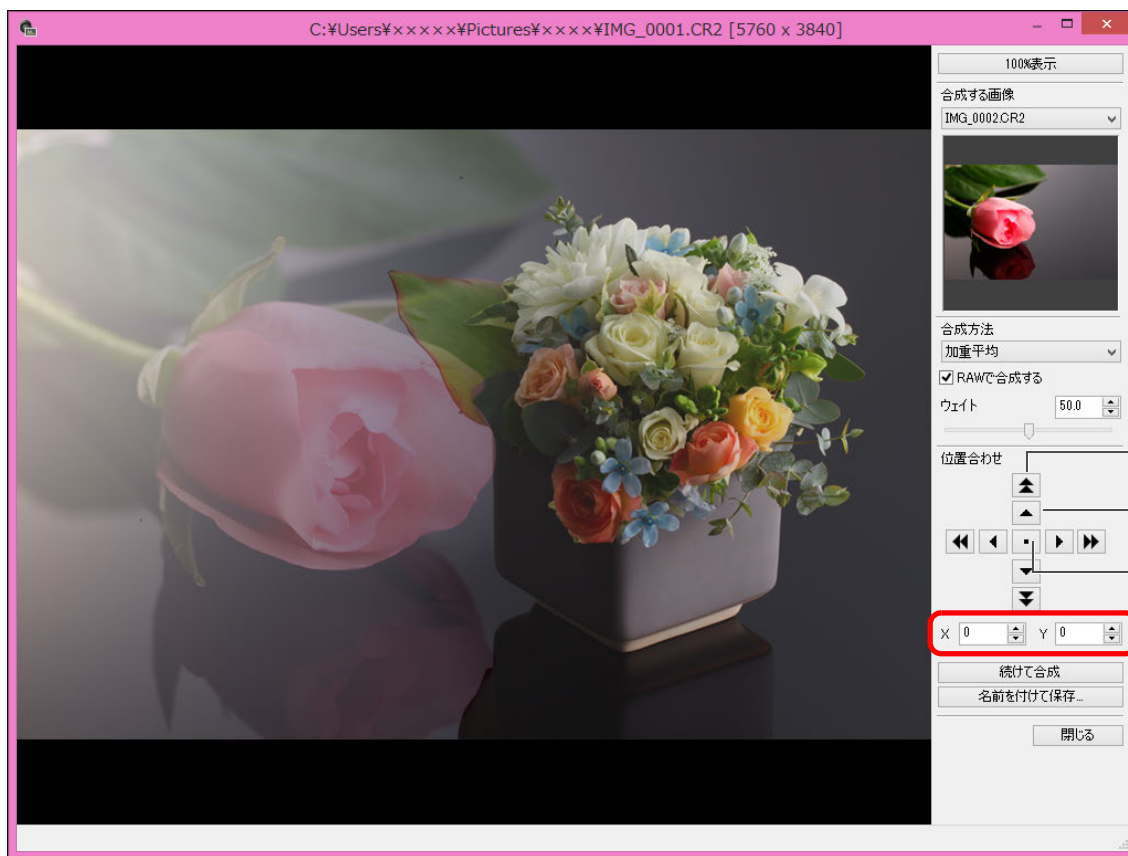 C:¥Users¥×××××¥Pictures¥××××¥IMG_0001.CR2 [5760 x 3840]
100%表示
合成する画像
IMG_0002.CR2
合成方法
加重平均
RAWで合成する
ウェイト 50.0
位置合わせ
X 0 Y 0
続けて合成
名前を付けて保存...
閉じる